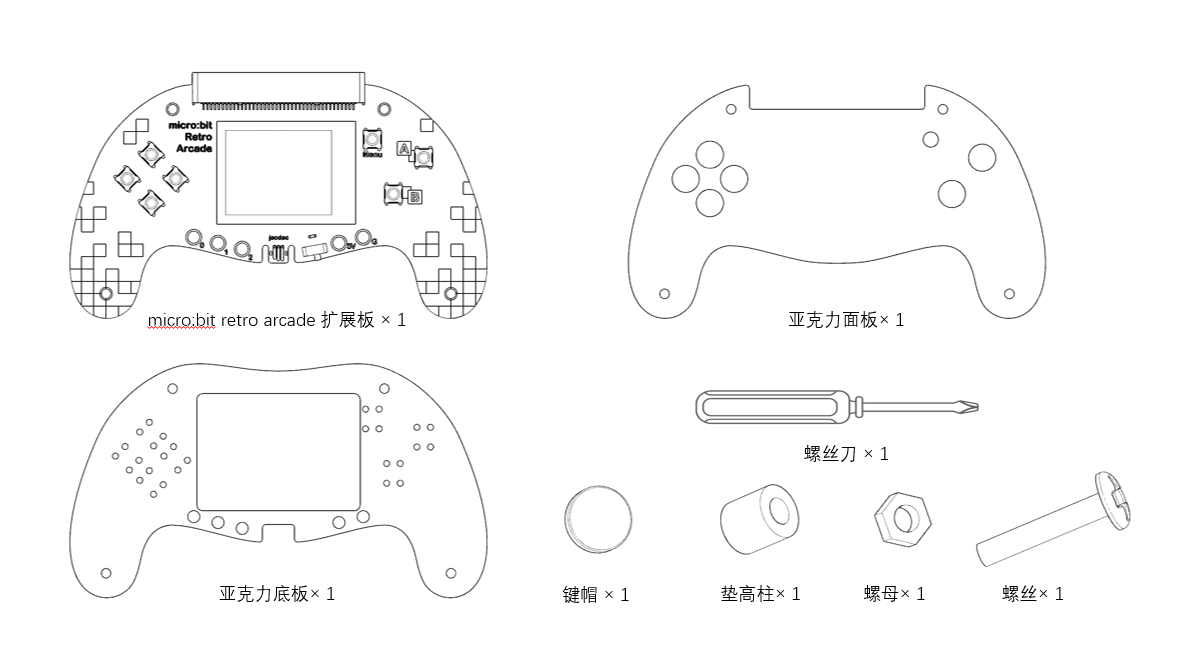 micro:bit
Retro
Arcade
Menu
A
B
jacdac
0
1
2
3V
G
micro:bit retro arcade 扩展板 × 1
亚克力面板× 1
亚克力底板× 1
螺丝刀 × 1
键帽 × 1
垫高柱× 1
螺母× 1
螺丝× 1